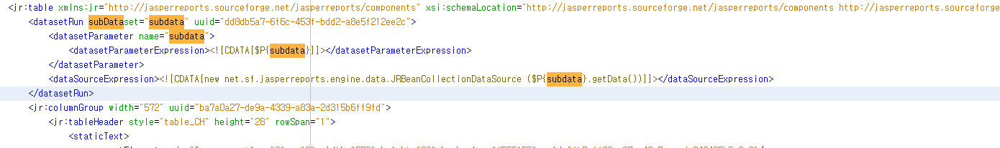 <jr:table xmlns:jr="http://jasperreports.sourceforge.net/jasperreports/components" xsi:schemaLocation="http://jasperreports.sourceforge.net/jasperreports/components http://jasperreports.sourceforge
<datasetRun subDataset="subdata" uuid="dd8db5a7-6f6c-453f-bdd2-a8e5f212ee2c">
<datasetParameter name="subdata">
<datasetParameterExpression><![CDATA[$P{subdata}]]></datasetParameterExpression>
</datasetParameter>
<dataSourceExpression><![CDATA[new net.sf.jasperreports.engine.data.JRBeanCollectionDataSource ($P{subdata}.getData())]]></dataSourceExpression>
</datasetRun>
<jr:columnGroup width="572" uuid="ba7a0a27-de9a-4339-a83a-2d315b6ff9fd">
<jr:tableHeader style="table_CH" height="28" rowSpan="1">
<staticText>